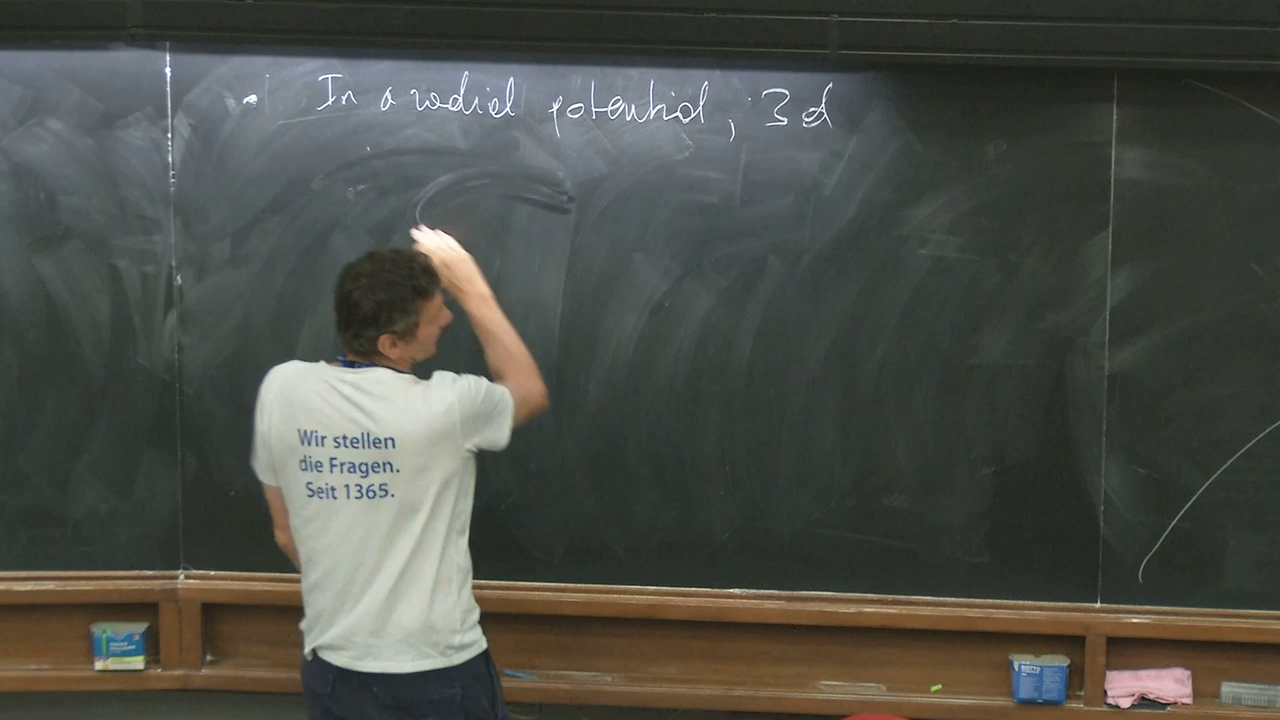 In a radial potential, 3d
Wir stellen
die Fragen.
Seit 1365.